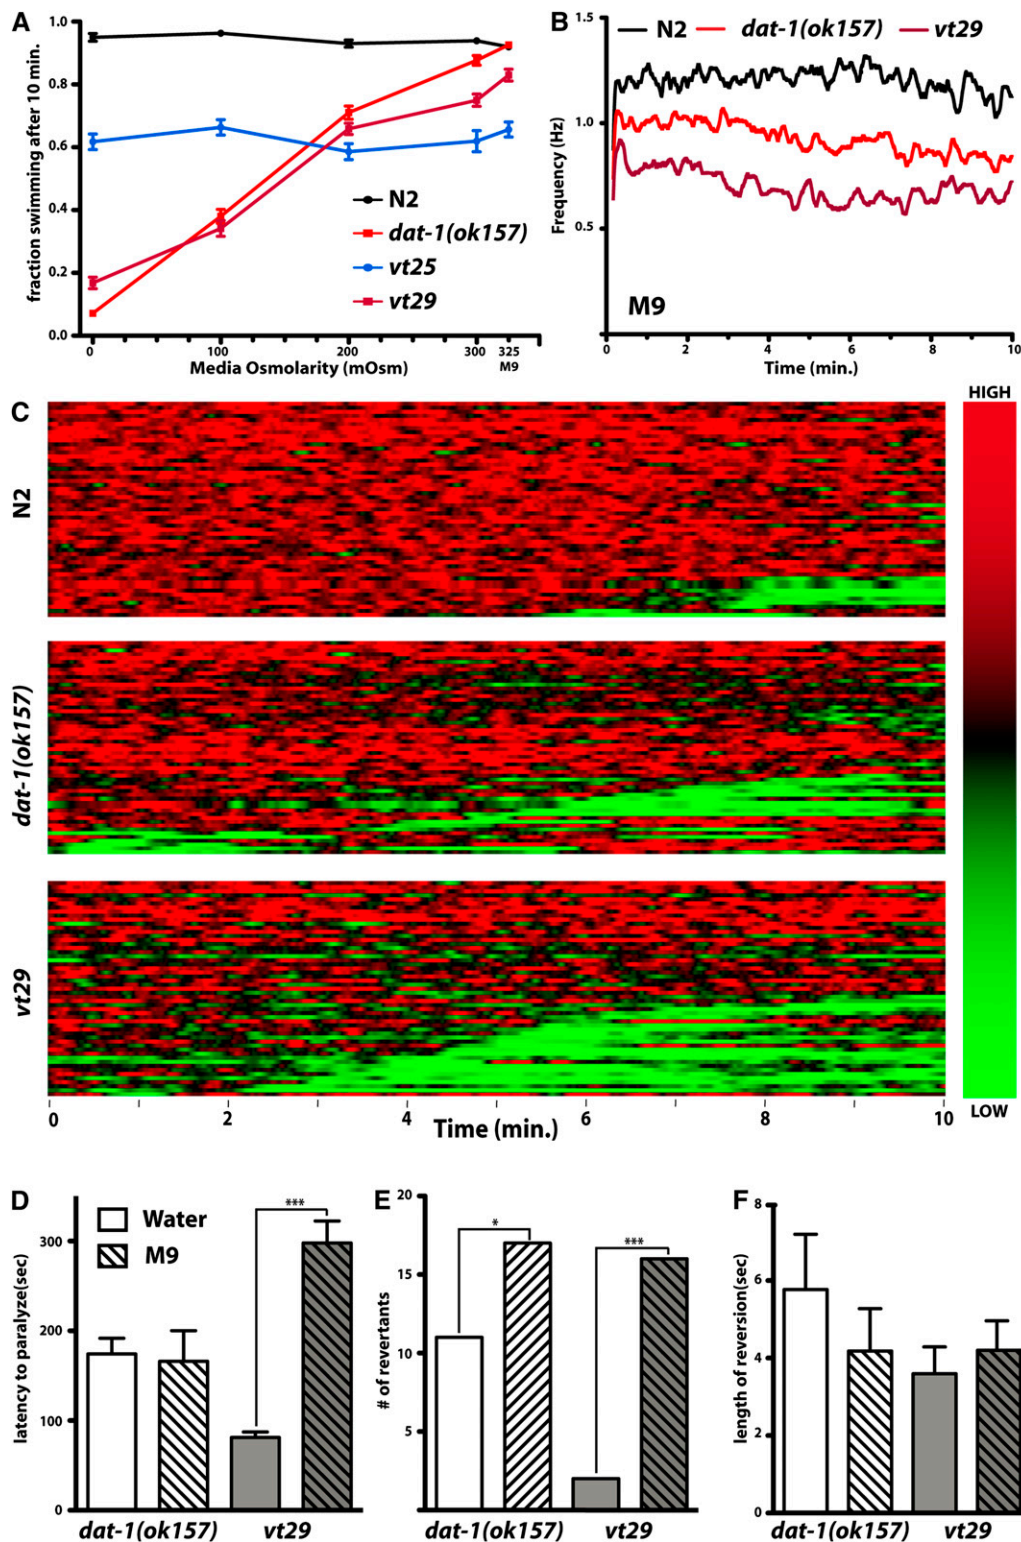 A
1.0
0.8
0.6
0.4
0.2
0.0
fraction swimming after 10 min.
N2
dat-1(ok157)
vt25
vt29
0
100
200
300
325
M9
Media Osmolarity (mOsm)
B
1.5
1.0
0.5
0
Frequency (Hz)
N2
dat-1(ok157)
vt29
M9
0
2
4
6
8
10
Time (min.)
C
N2
dat-1(ok157)
vt29
HIGH
LOW
0
2
4
6
8
10
Time (min.)
D
300
200
100
0
latency to paralyze(sec)
Water
M9
***
dat-1(ok157)
vt29
E
20
15
10
5
# of revertants
*
***
dat-1(ok157)
vt29
F
8
6
4
2
0
length of reversion(sec)
dat-1(ok157)
vt29